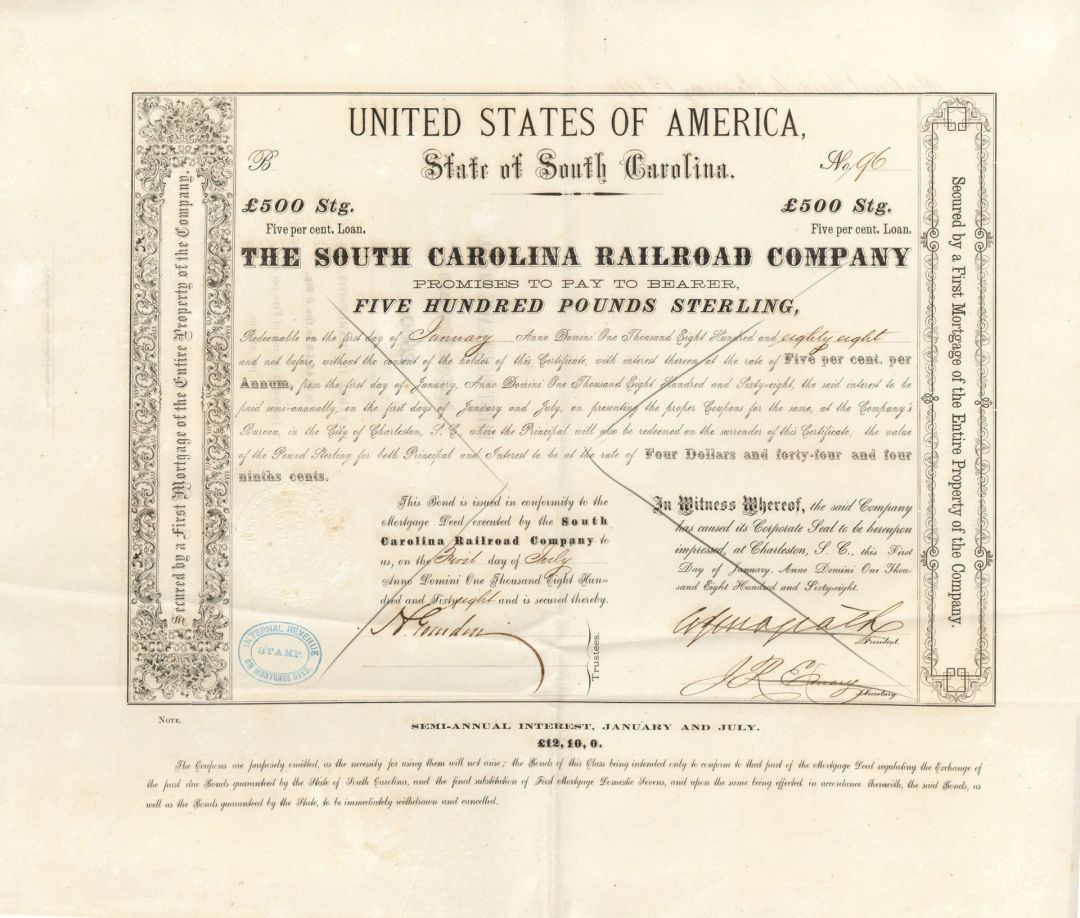 UNITED STATES OF AMERICA,
B State of South Carolina. No. 96
£500 Stg. £500 Stg.
Five per cent. Loan. Five per cent. Loan.
THE SOUTH CAROLINA RAILROAD COMPANY
PROMISES TO PAY TO BEARER,
FIVE HUNDRED POUNDS STERLING,
Redeemable on the first day of January Anno Domini One Thousand Eight Hundred and eighty eight
and not before, without the consent of the holder of this Certificate, with interest thereon at the rate of Five per cent. per
Annum, from the first day of January, Anno Domini One Thousand Eight Hundred and Sixty-eight, the said interest to be
paid semi-annually, on the first days of January and July, on presenting the proper Coupons for the same, at the Company's
Bureau, in the City of Charleston, S. C. where the Principal will also be redeemed on the surrender of this Certificate; the value
of the Pound Sterling for both Principal and Interest to be at the rate of Four Dollars and forty-four and four
ninths cents.
This Bond is issued in conformity to the
Mortgage Deed executed by the South
Carolina Railroad Company to
us, on the First day of July
Anno Domini One Thousand Eight Hun-
dred and Sixty eight and is secured thereby.
Trustees.
In Witness Whereof, the said Company
has caused its Corporate Seal to be hereupon
impressed, at Charleston, S. C., this First
Day of January, Anno Domini One Thou-
sand Eight Hundred and Sixty-eight.
President.
Secretary.
Secured by a First Mortgage of the Entire Property of the Company.
Secured by a First Mortgage of the Entire Property of the Company.
INTERNAL REVENUE
STAMP.
ON MORTGAGE DEED.
NOTE.
SEMI-ANNUAL INTEREST, JANUARY AND JULY.
£12, 10, 0.
The Coupons are purposely omitted, as the necessity for using them will not arise; the Bonds of this Class being intended only to conform to that part of the Mortgage Deed regulating the Exchange of
the past due Bonds guaranteed by the State of South Carolina, and the final substitution of First Mortgage Domestic Sevens, and upon the same being effected in accordance therewith, the said Bonds, as
well as the Bonds guaranteed by the State, to be immediately withdrawn and cancelled.